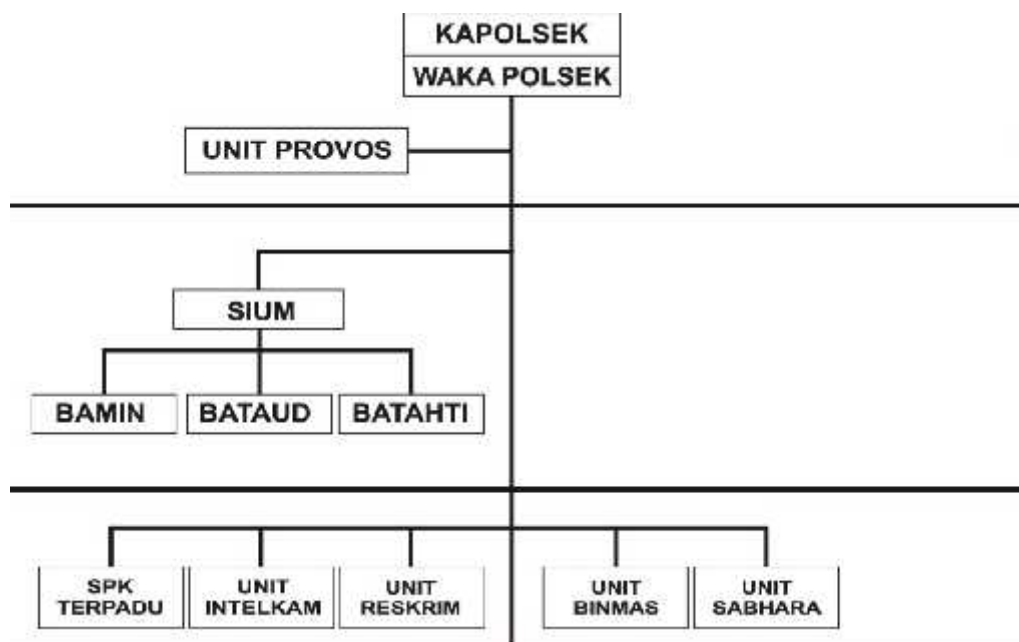 KAPOLSEK
WAKA POLSEK
UNIT PROVOS
SIUM
BAMIN
BATAUD
BATAHTI
SPK
TERPADU
UNIT
INTELKAM
UNIT
RESKRIM
UNIT
BINMAS
UNIT
SABHARA